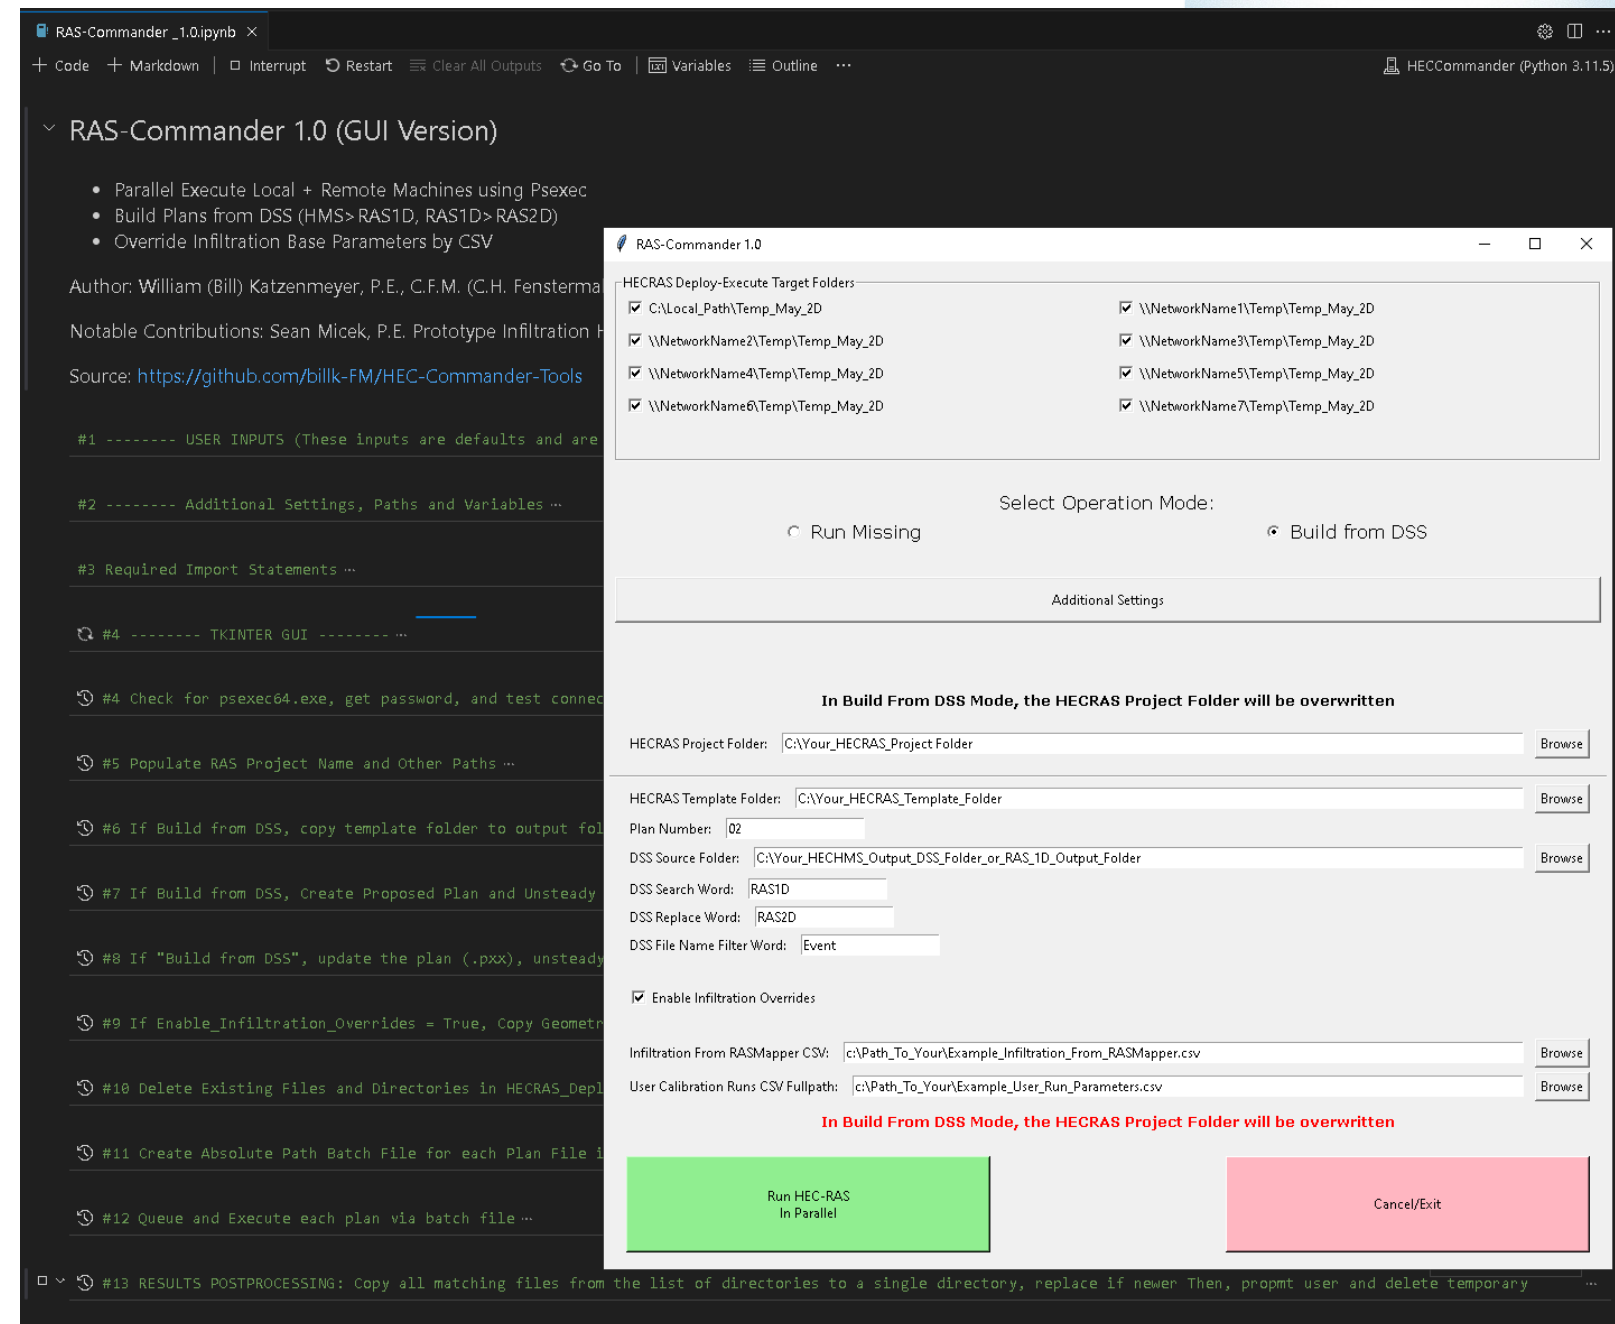 RAS-Commander _1.0.ipynb ×
+ Code + Markdown Interrupt Restart Clear All Outputs Go To Variables Outline ···
HECCommander (Python 3.11.5)
RAS-Commander 1.0 (GUI Version)
• Parallel Execute Local + Remote Machines using Psexec
• Build Plans from DSS (HMS>RAS1D, RAS1D>RAS2D)
• Override Infiltration Base Parameters by CSV
Author: William (Bill) Katzenmeyer, P.E., C.F.M. (C.H. Fensterma
Notable Contributions: Sean Micek, P.E. Prototype Infiltration
Source: https://github.com/billk-FM/HEC-Commander-Tools
#1 -------- USER INPUTS (These inputs are defaults and are
#2 -------- Additional Settings, Paths and Variables ···
#3 Required Import Statements ···
#4 -------- TKINTER GUI -------- ···
#4 Check for psexec64.exe, get password, and test connec
#5 Populate RAS Project Name and Other Paths ···
#6 If Build from DSS, copy template folder to output fol
#7 If Build from DSS, Create Proposed Plan and Unsteady
#8 If "Build from DSS", update the plan (.pxx), unsteady
#9 If Enable_Infiltration_Overrides = True, Copy Geometr
#10 Delete Existing Files and Directories in HECRAS_Depl
#11 Create Absolute Path Batch File for each Plan File i
#12 Queue and Execute each plan via batch file ···
#13 RESULTS POSTPROCESSING: Copy all matching files from the list of directories to a single directory, replace if newer Then, propmt user and delete temporary ···
RAS-Commander 1.0
HECRAS Deploy-Execute Target Folders
C:\Local_Path\Temp_May_2D
\\NetworkName1\Temp\Temp_May_2D
\\NetworkName2\Temp\Temp_May_2D
\\NetworkName3\Temp\Temp_May_2D
\\NetworkName4\Temp\Temp_May_2D
\\NetworkName5\Temp\Temp_May_2D
\\NetworkName6\Temp\Temp_May_2D
\\NetworkName7\Temp\Temp_May_2D
Select Operation Mode:
Run Missing
Build from DSS
Additional Settings
In Build From DSS Mode, the HECRAS Project Folder will be overwritten
HECRAS Project Folder: C:\Your_HECRAS_Project Folder Browse
HECRAS Template Folder: C:\Your_HECRAS_Template_Folder Browse
Plan Number: 02
DSS Source Folder: C:\Your_HECHMS_Output_DSS_Folder_or_RAS_1D_Output_Folder Browse
DSS Search Word: RAS1D
DSS Replace Word: RAS2D
DSS File Name Filter Word: Event
Enable Infiltration Overrides
Infiltration From RASMapper CSV: c:\Path_To_Your\Example_Infiltration_From_RASMapper.csv Browse
User Calibration Runs CSV Fullpath: c:\Path_To_Your\Example_User_Run_Parameters.csv Browse
In Build From DSS Mode, the HECRAS Project Folder will be overwritten
Run HEC-RAS
In Parallel
Cancel/Exit